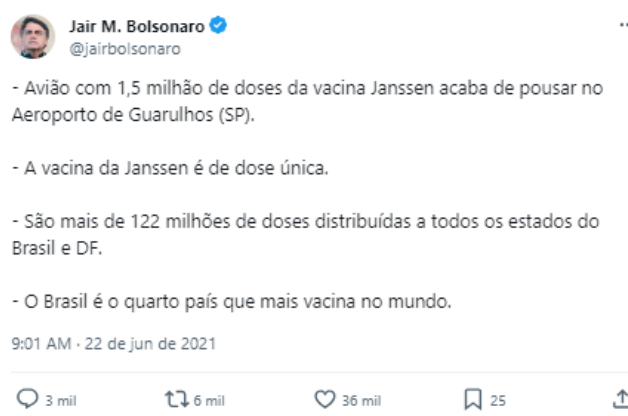 Jair M. Bolsonaro
@jairbolsonaro
- Avião com 1,5 milhão de doses da vacina Janssen acaba de pousar no
Aeroporto de Guarulhos (SP).
- A vacina da Janssen é de dose única.
- São mais de 122 milhões de doses distribuídas a todos os estados do
Brasil e DF.
- O Brasil é o quarto país que mais vacina no mundo.
9:01 AM · 22 de jun de 2021
3 mil 6 mil 36 mil 25